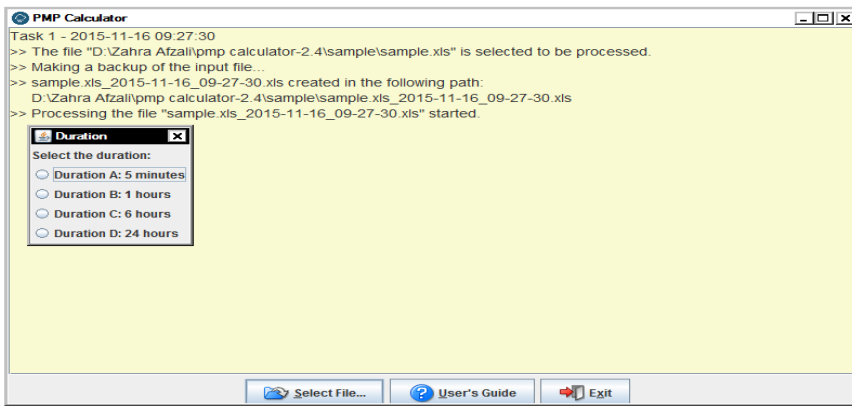 PMP Calculator
Task 1 - 2015-11-16 09:27:30
>> The file "D:\Zahra Afzali\pmp calculator-2.4\sample\sample.xls" is selected to be processed.
>> Making a backup of the input file...
>> sample.xls_2015-11-16_09-27-30.xls created in the following path:
D:\Zahra Afzali\pmp calculator-2.4\sample\sample.xls_2015-11-16_09-27-30.xls
>> Processing the file "sample.xls_2015-11-16_09-27-30.xls" started.
Duration
Select the duration:
Duration A: 5 minutes
Duration B: 1 hours
Duration C: 6 hours
Duration D: 24 hours
Select File... User's Guide Exit